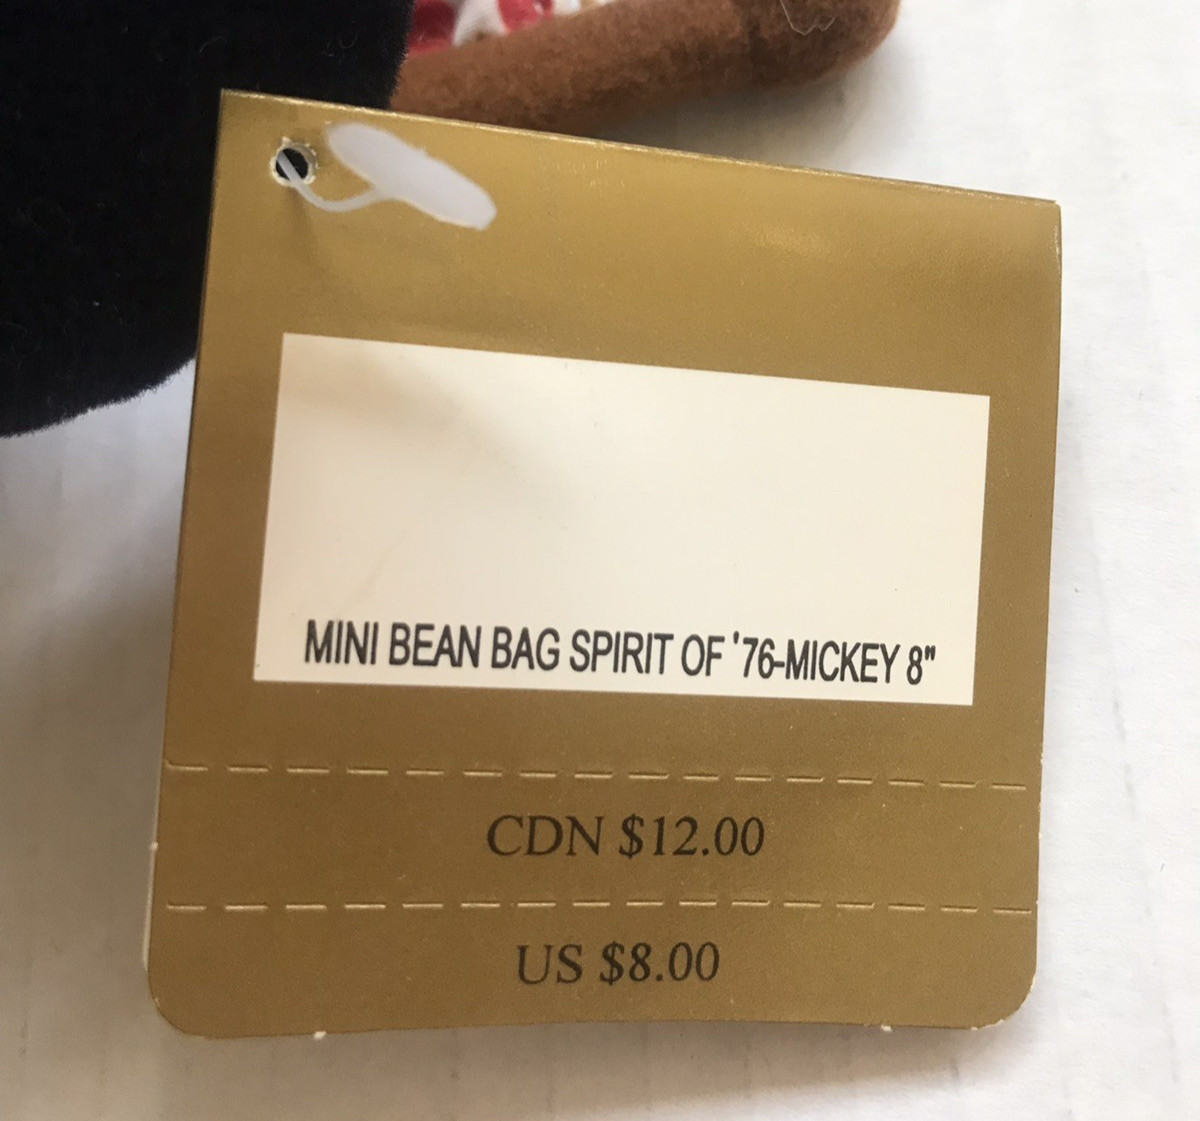 MINI BEAN BAG SPIRIT OF '76-MICKEY 8"
CDN $12.00
US $8.00